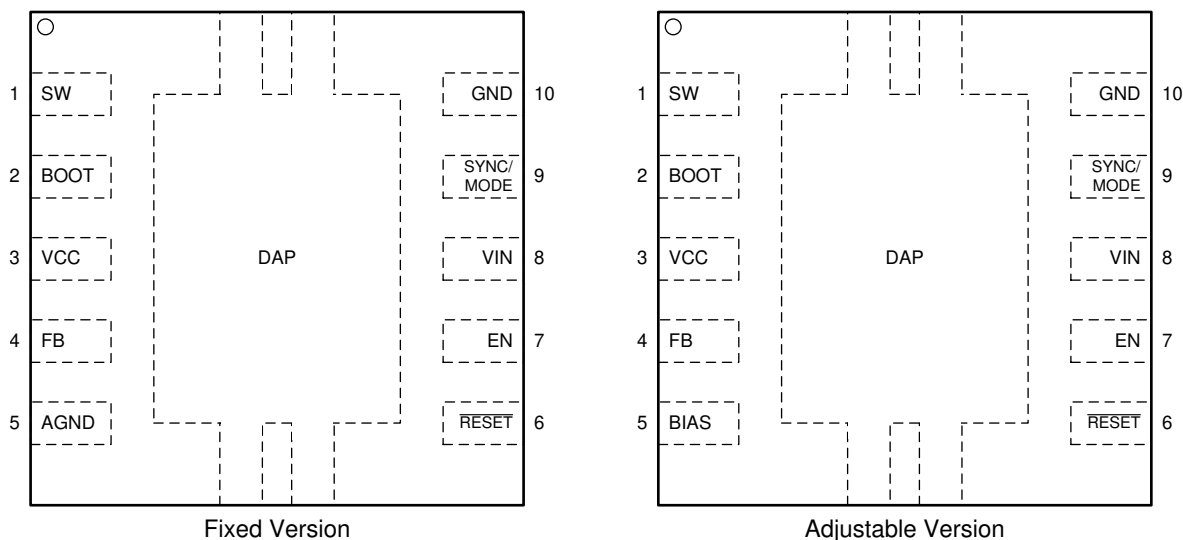 1 SW GND 10
2 BOOT SYNC/
MODE 9
3 VCC DAP VIN 8
4 FB EN 7
5 AGND RESET 6
Fixed Version
1 SW GND 10
2 BOOT SYNC/
MODE 9
3 VCC DAP VIN 8
4 FB EN 7
5 BIAS RESET 6
Adjustable Version